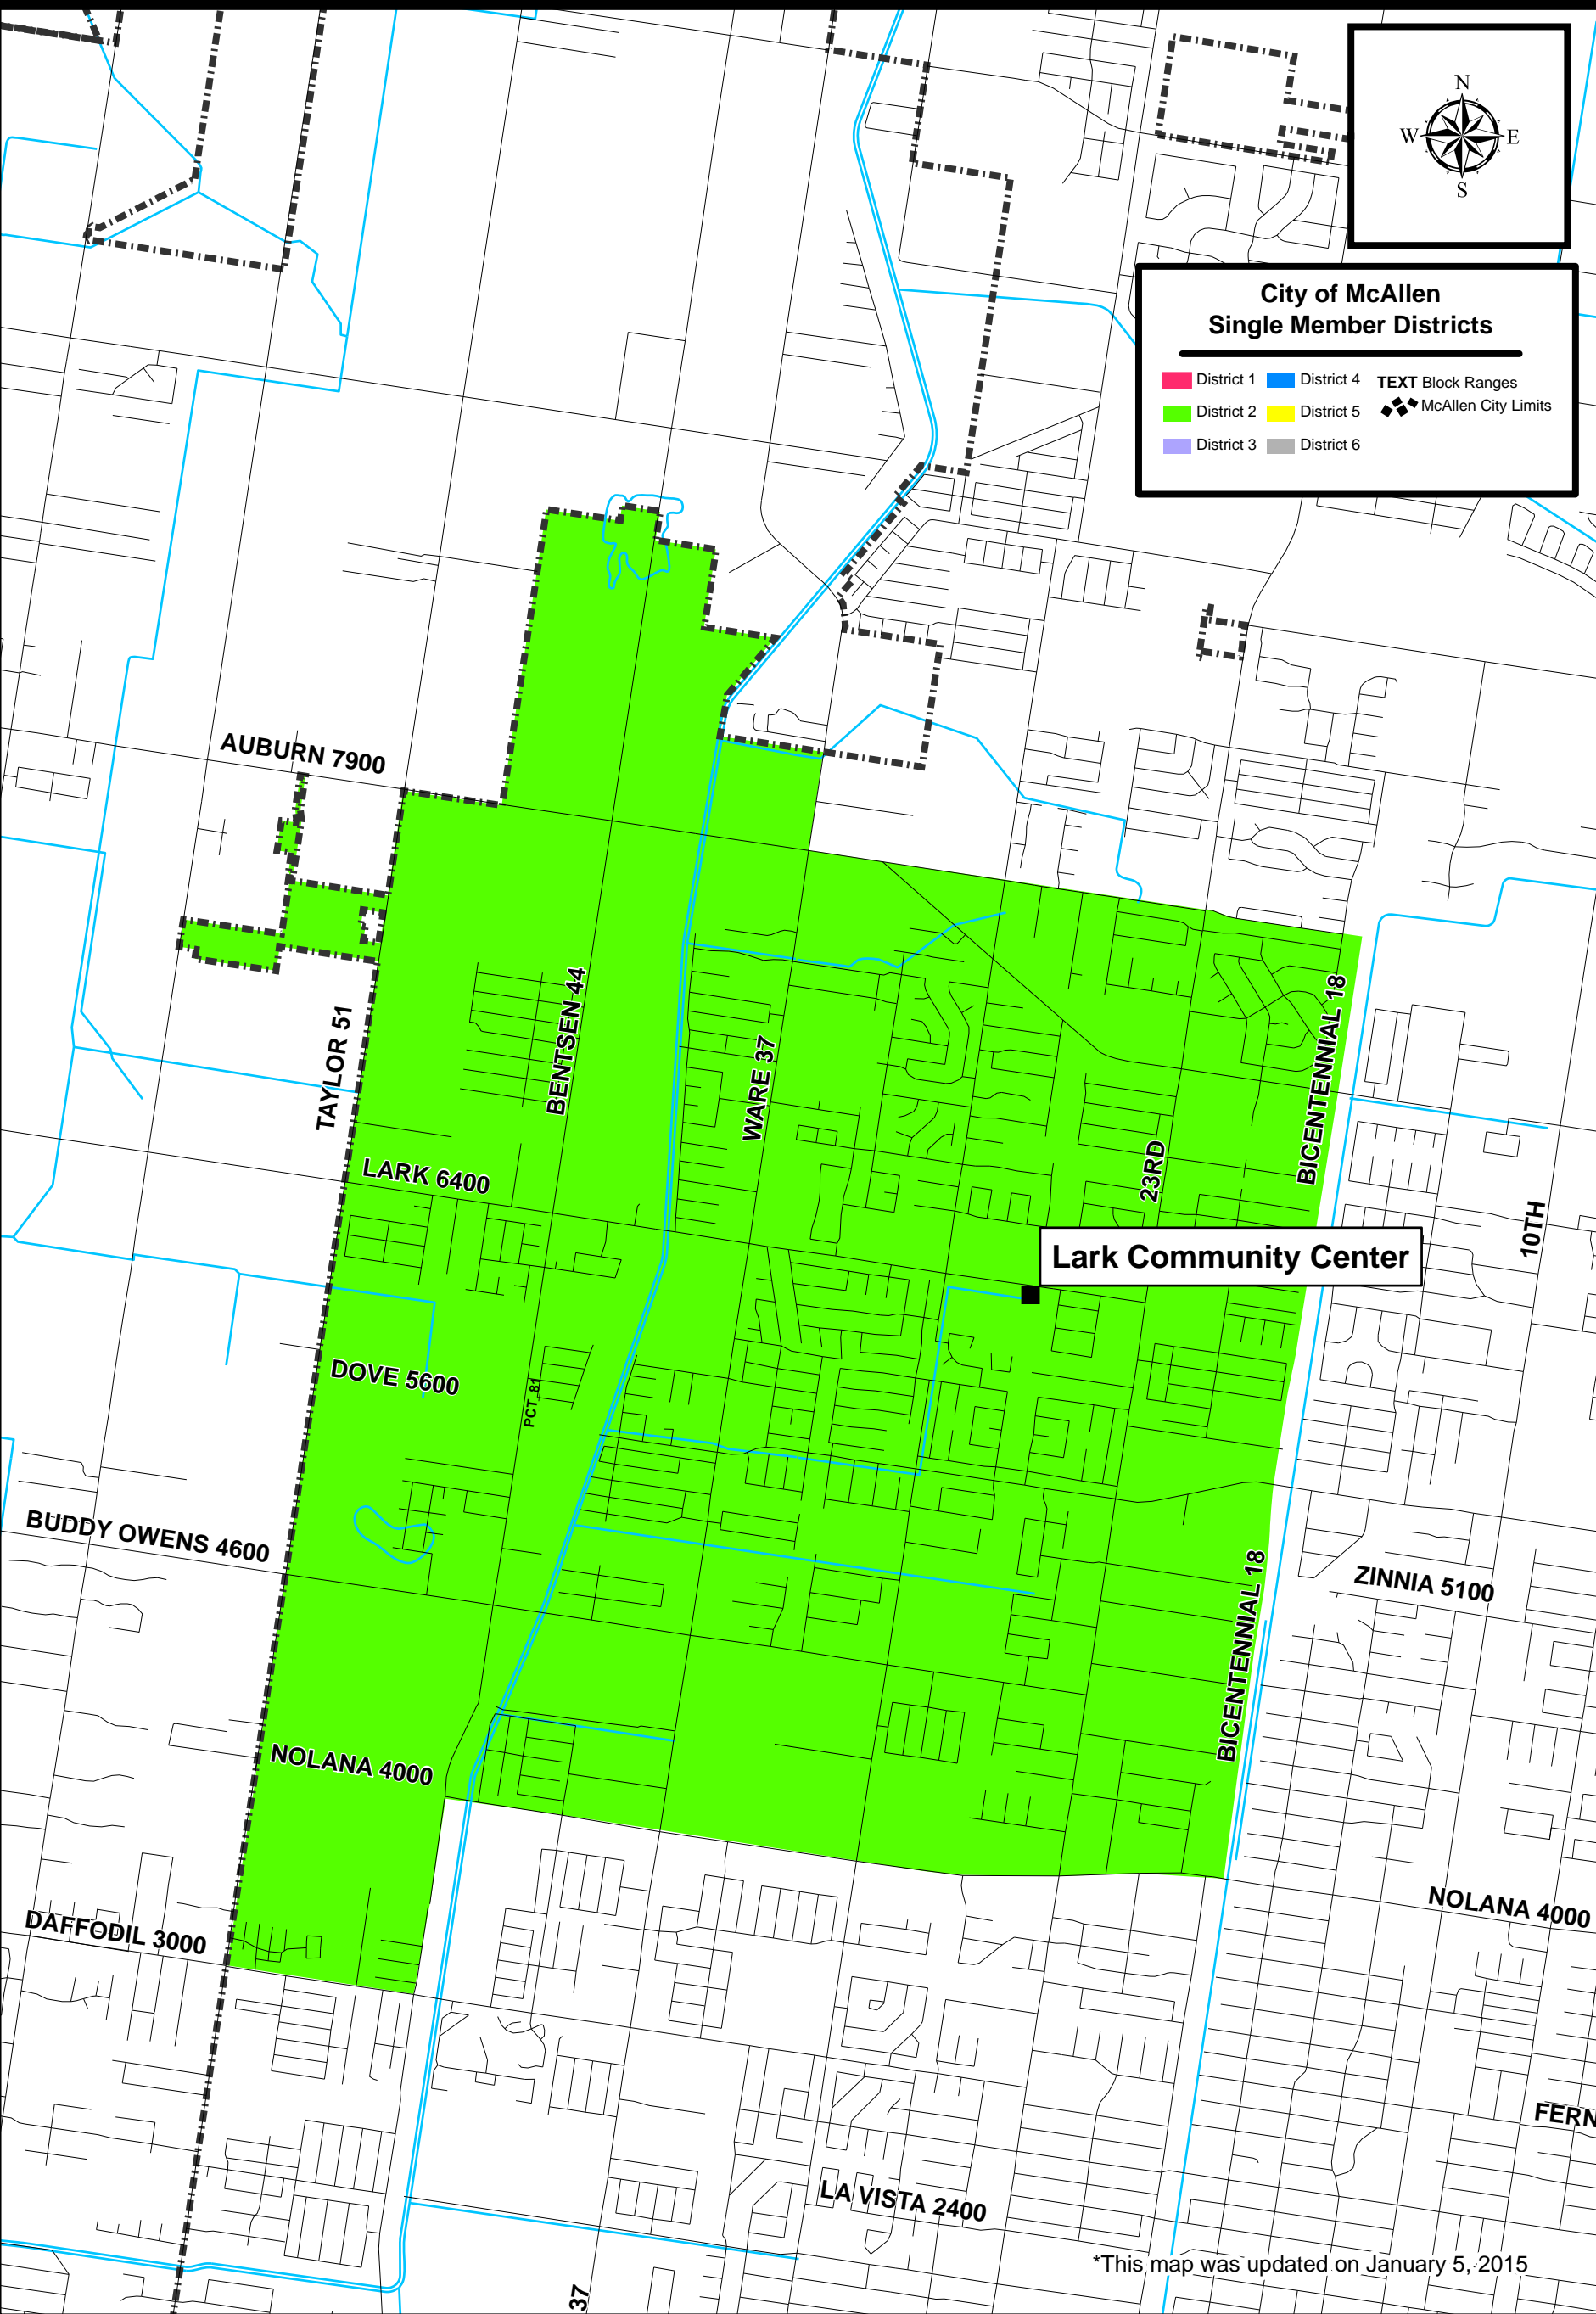 N
W E
S
City of McAllen
Single Member Districts
District 1
District 4
TEXT Block Ranges
District 2
District 5
McAllen City Limits
District 3
District 6
AUBURN 7900
TAYLOR 51
BENTSEN 44
WARE 37
BICENTENNIAL 18
23RD
10TH
LARK 6400
Lark Community Center
DOVE 5600
PCT 81
BUDDY OWENS 4600
ZINNIA 5100
BICENTENNIAL 18
NOLANA 4000
NOLANA 4000
DAFFODIL 3000
FERN
LA VISTA 2400
*This map was updated on January 5, 2015
37